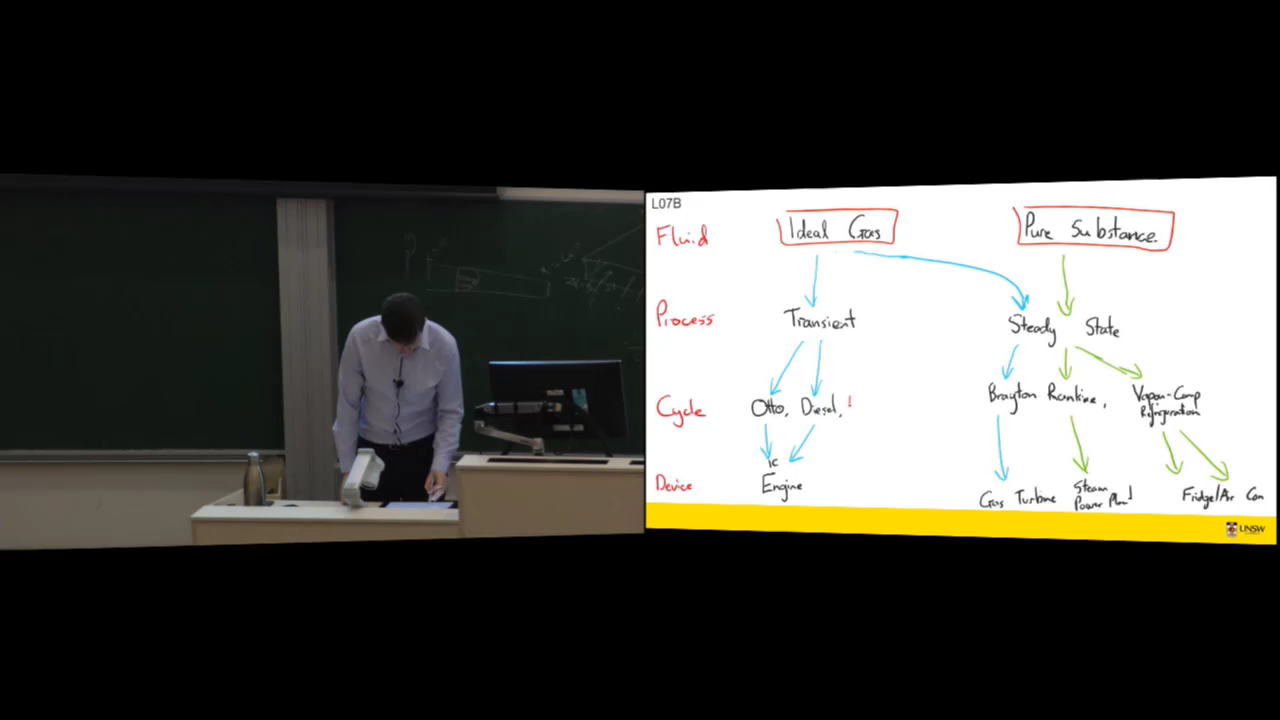 L07B
Fluid Ideal Gas Pure Substance.
Process Transient Steady State
Cycle Otto, Diesel, ! Brayton Rankine, Vapour-Comp
Refrigeration
Device IC
Engine Gas Turbine Steam
Power Plant Fridge/Air Con
UNSW
P